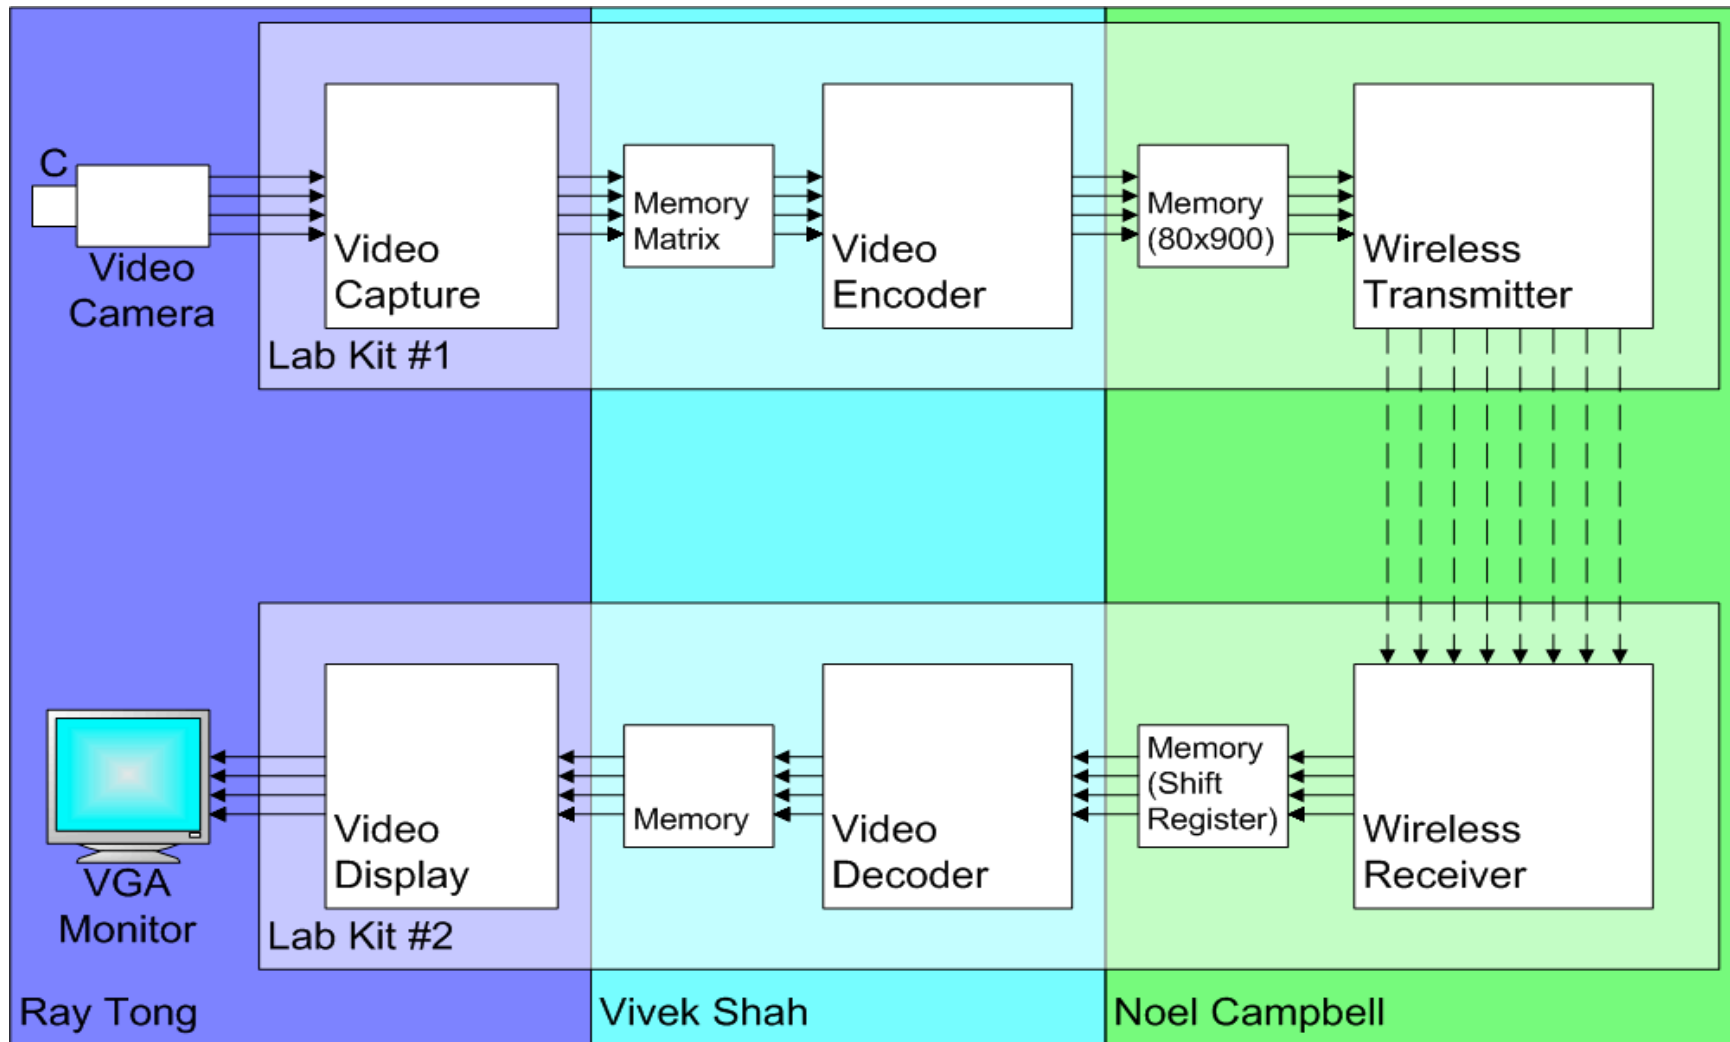 C
Video
Camera
Video
Capture
Memory
Matrix
Video
Encoder
Memory
(80x900)
Wireless
Transmitter
Lab Kit #1
VGA
Monitor
Video
Display
Memory
Video
Decoder
Memory
(Shift
Register)
Wireless
Receiver
Lab Kit #2
Ray Tong
Vivek Shah
Noel Campbell